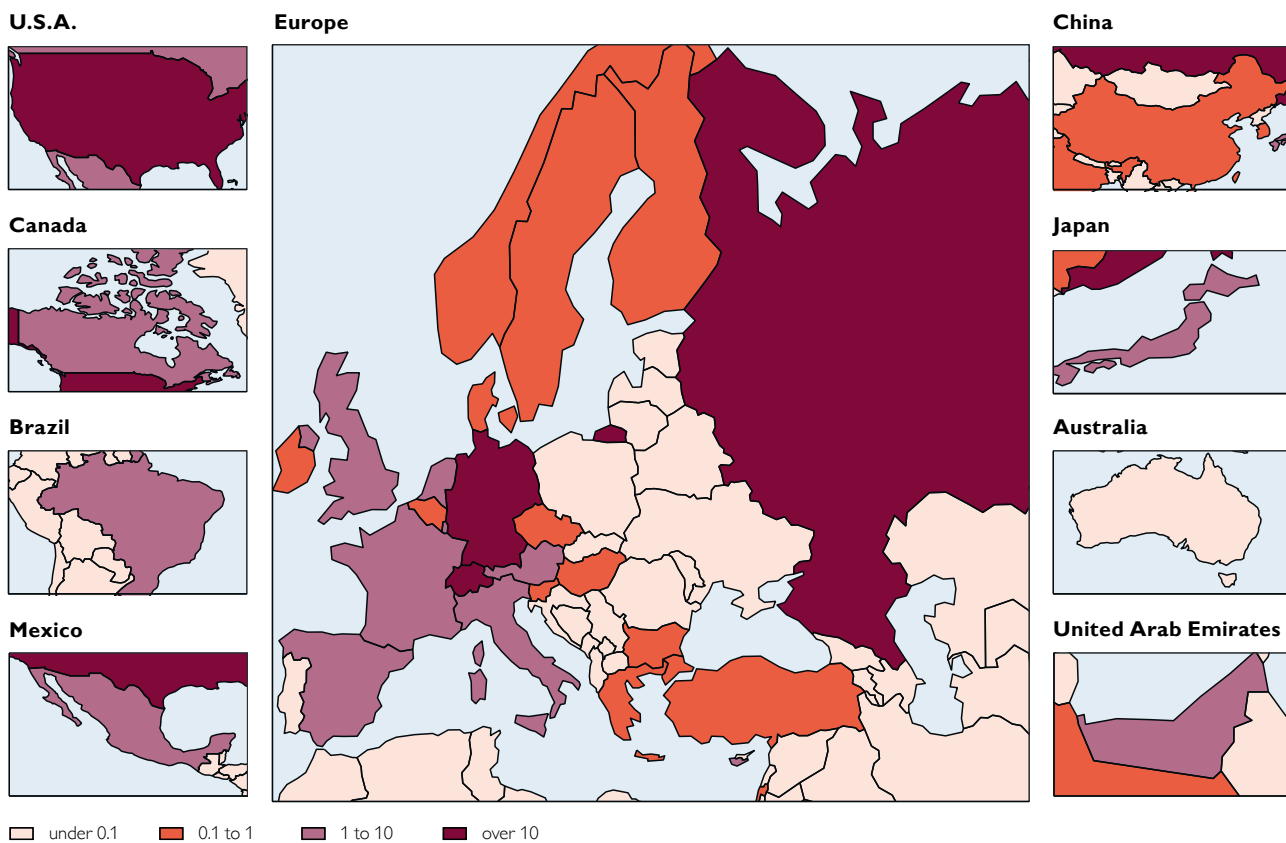 U.S.A.
Canada
Brazil
Mexico
Europe
China
Japan
Australia
United Arab Emirates
under 0.1
0.1 to 1
1 to 10
over 10